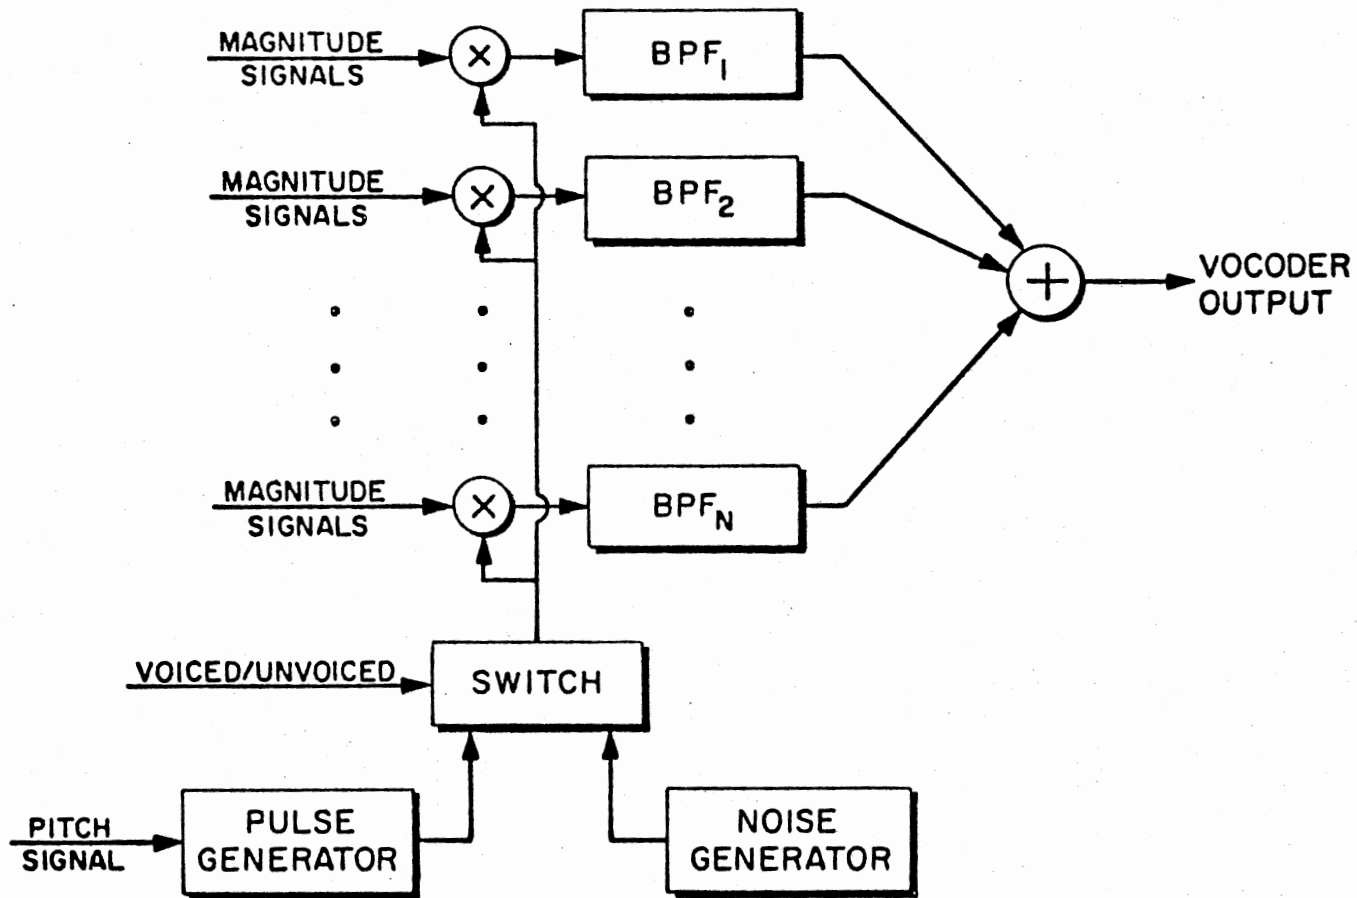 MAGNITUDE
SIGNALS
×
BPF₁
MAGNITUDE
SIGNALS
×
BPF₂
+
VOCODER
OUTPUT
MAGNITUDE
SIGNALS
×
BPF_N
VOICED/UNVOICED
SWITCH
PITCH
SIGNAL
PULSE
GENERATOR
NOISE
GENERATOR